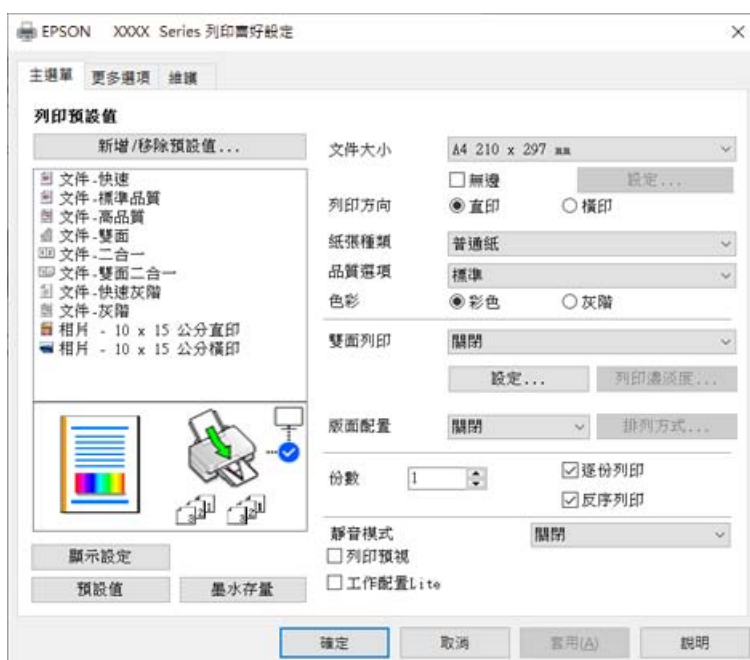 EPSON XXXX Series 列印喜好設定
主選單 更多選項 維護
列印預設值
新增/移除預設值...
文件-快速
文件-標準品質
文件-高品質
文件-雙面
文件-二合一
文件-雙面二合一
文件-快速灰階
文件-灰階
相片 - 10 x 15 公分直印
相片 - 10 x 15 公分橫印
顯示設定
預設值 墨水存量
文件大小 A4 210 x 297 mm
無邊 設定...
列印方向 直印 橫印
紙張種類 普通紙
品質選項 標準
色彩 彩色 灰階
雙面列印 關閉
設定... 列印濃淡度...
版面配置 關閉 排列方式...
份數 1 逐份列印
反序列印
靜音模式 關閉
列印預視
工作配置Lite
確定 取消 套用(A) 說明